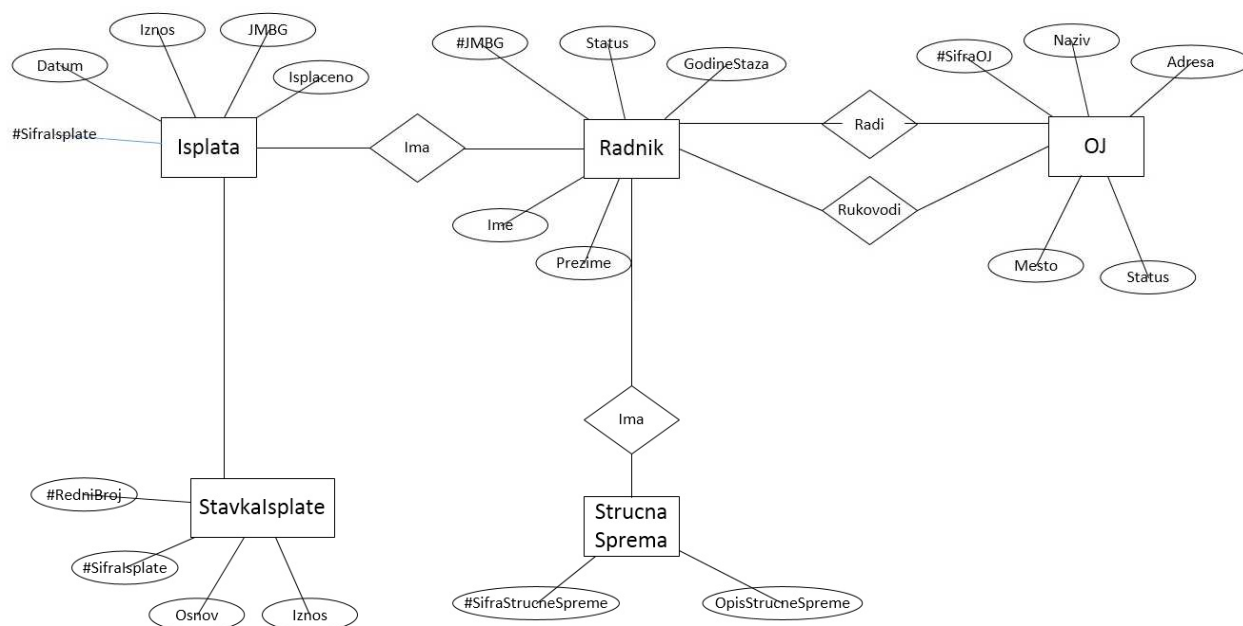 Iznos
JMBG
Datum
Isplaceno
#SifraIsplate
Isplata
Ima
#JMBG
Status
GodineStaza
Radnik
Ime
Prezime
Radi
Rukovodi
#SifraOJ
Naziv
Adresa
OJ
Mesto
Status
Ima
#RedniBroj
StavkaIsplate
#SifraIsplate
Osnov
Iznos
Strucna
Sprema
#SifraStrucneSpreme
OpisStrucneSpreme